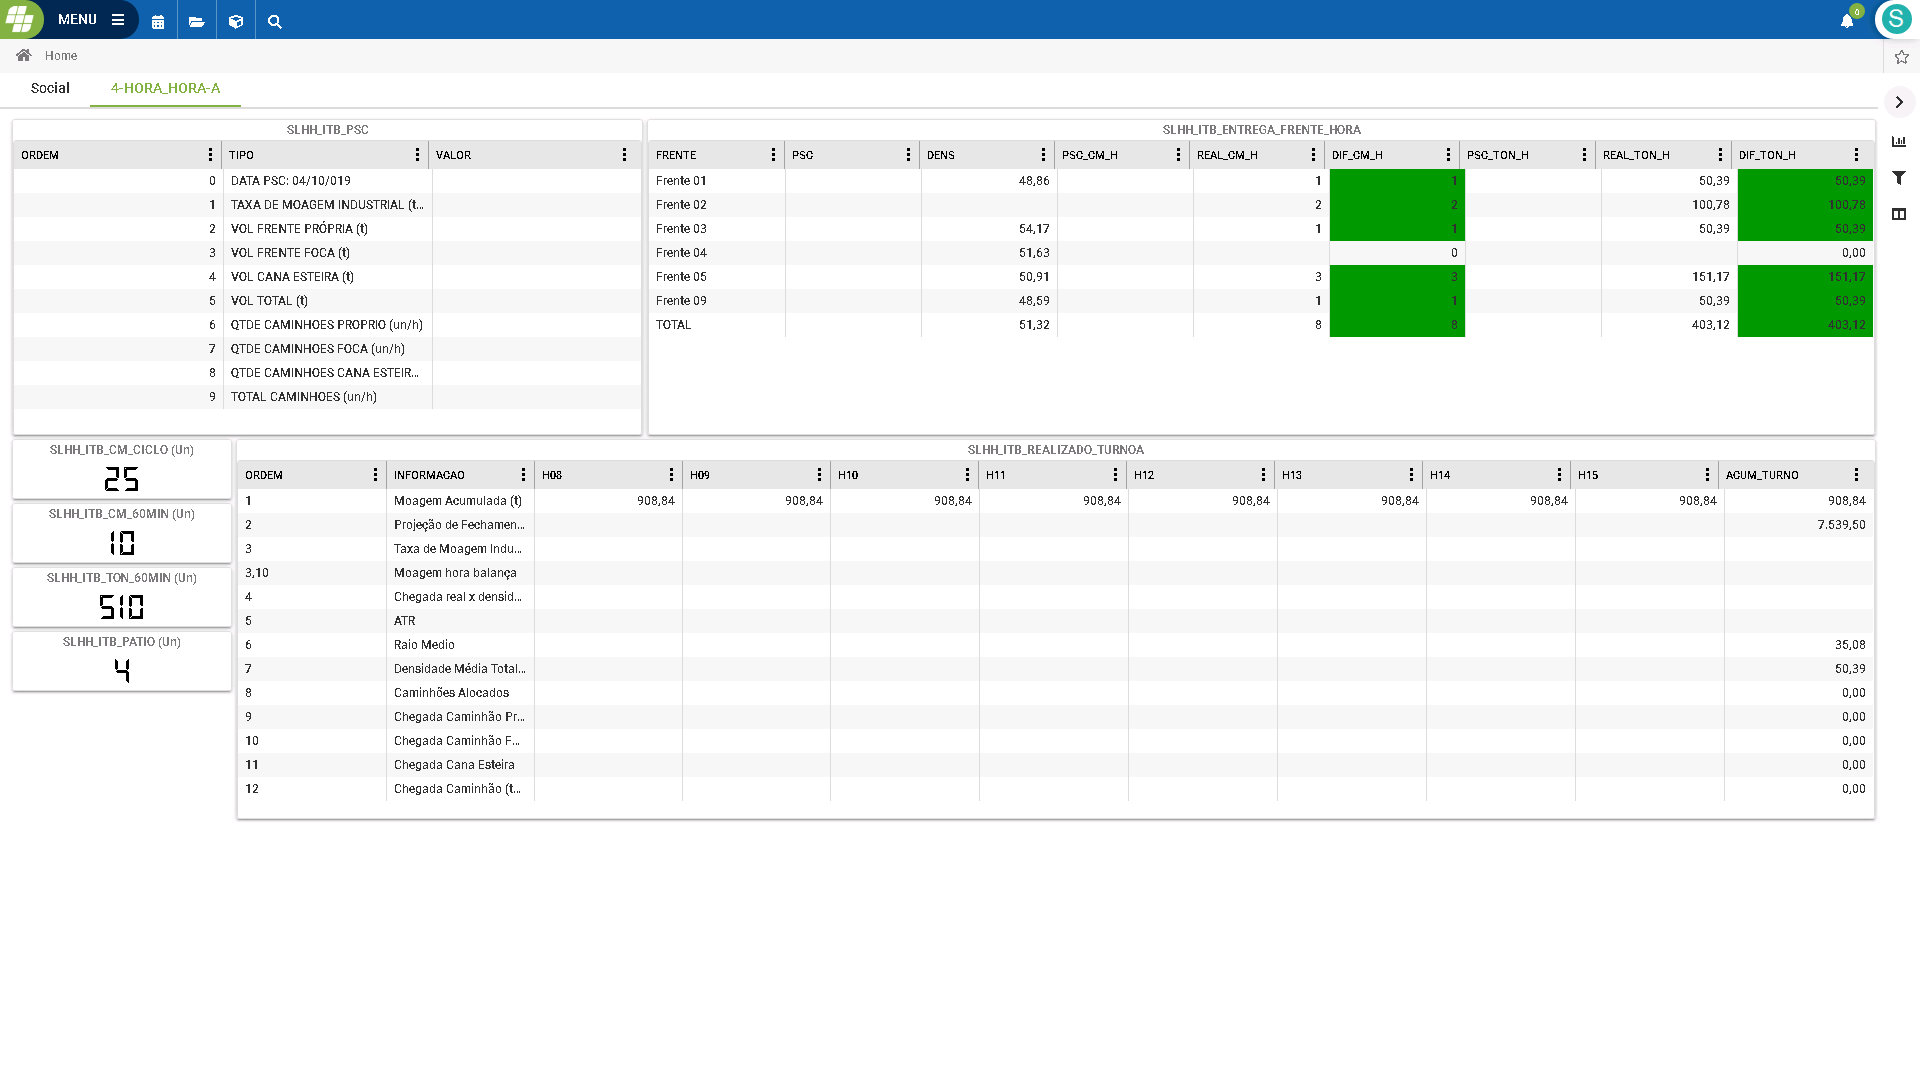 MENU
0
S
Home
Social
4-HORA_HORA-A
SLHH_ITB_PSC
ORDEM TIPO VALOR
0 DATA PSC: 04/10/019
1 TAXA DE MOAGEM INDUSTRIAL (t...
2 VOL FRENTE PRÓPRIA (t)
3 VOL FRENTE FOCA (t)
4 VOL CANA ESTEIRA (t)
5 VOL TOTAL (t)
6 QTDE CAMINHOES PROPRIO (un/h)
7 QTDE CAMINHOES FOCA (un/h)
8 QTDE CAMINHOES CANA ESTEIR...
9 TOTAL CAMINHOES (un/h)
SLHH_ITB_ENTREGA_FRENTE_HORA
FRENTE PSC DENS PSC_CM_H REAL_CM_H DIF_CM_H PSC_TON_H REAL_TON_H DIF_TON_H
Frente 01 48,86 1 1 50,39 50,39
Frente 02 2 2 100,78 100,78
Frente 03 54,17 1 1 50,39 50,39
Frente 04 51,63 0 0,00
Frente 05 50,91 3 3 151,17 151,17
Frente 09 48,59 1 1 50,39 50,39
TOTAL 51,32 8 8 403,12 403,12
SLHH_ITB_CM_CICLO (Un)
25
SLHH_ITB_CM_60MIN (Un)
10
SLHH_ITB_TON_60MIN (Un)
510
SLHH_ITB_PATIO (Un)
4
SLHH_ITB_REALIZADO_TURNOA
ORDEM INFORMACAO H08 H09 H10 H11 H12 H13 H14 H15 ACUM_TURNO
1 Moagem Acumulada (t) 908,84 908,84 908,84 908,84 908,84 908,84 908,84 908,84 908,84
2 Projeção de Fechamen... 7.539,50
3 Taxa de Moagem Indu...
3,10 Moagem hora balança
4 Chegada real x densid...
5 ATR
6 Raio Medio 35,08
7 Densidade Média Total... 50,39
8 Caminhões Alocados 0,00
9 Chegada Caminhão Pr... 0,00
10 Chegada Caminhão F... 0,00
11 Chegada Cana Esteira 0,00
12 Chegada Caminhão (t... 0,00